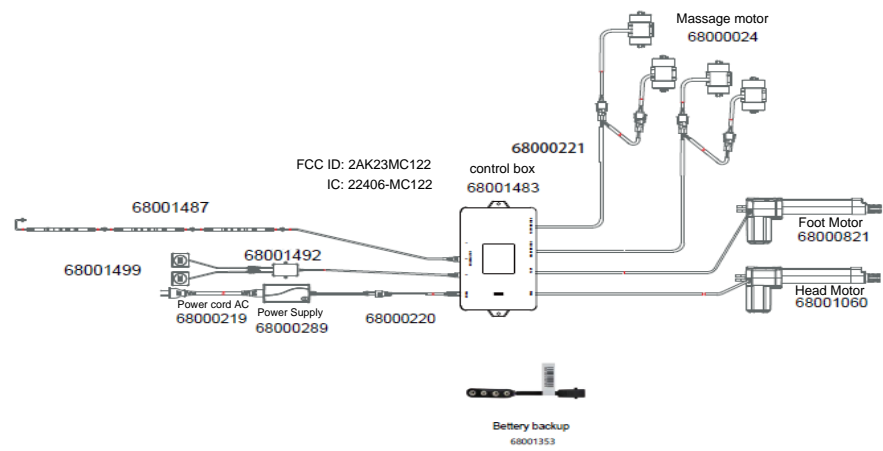 Massage motor
68000024
68000221
FCC ID: 2AK23MC122
IC: 22406-MC122
control box
68001483
68001487
68001492
68001499
Power cord AC
68000219
Power Supply
68000289
68000220
Foot Motor
68000821
Head Motor
68001060
Bettery backup
68001353